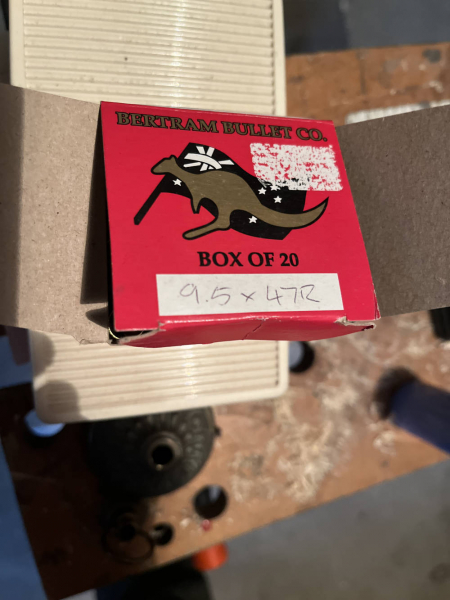 BERTRAM BULLET CO.
BOX OF 20
9.5 x 47R